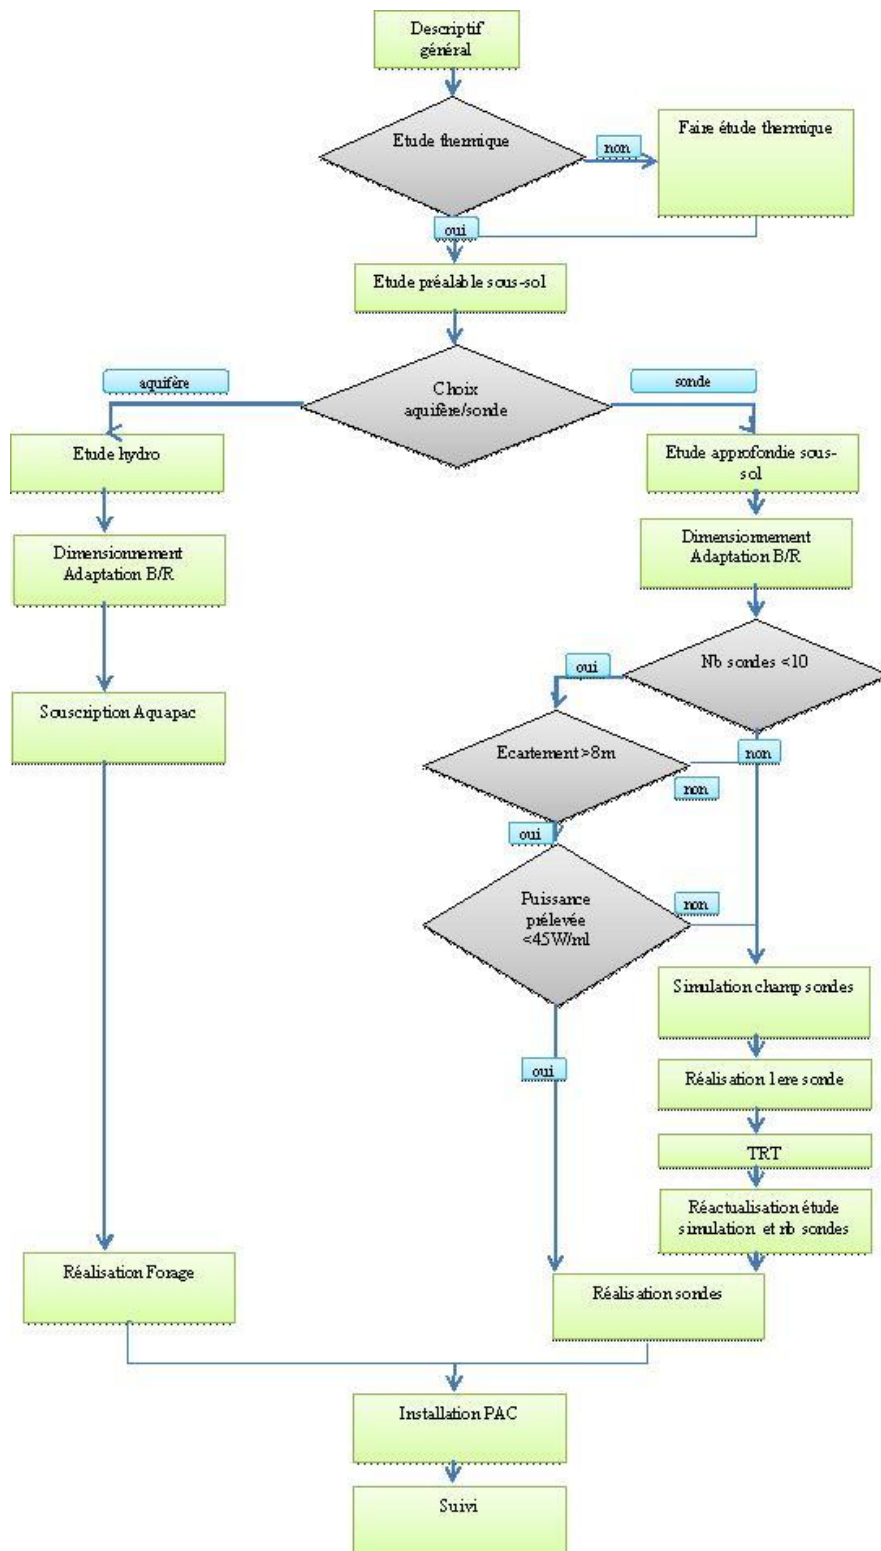 Descriptif
général
Etude thermique
non
Faire étude thermique
oui
Etude préalable sous-sol
aquifère
Choix
aquifère/sonde
sonde
Etude hydro
Etude approfondie sous-
sol
Dimensionnement
Adaptation B/R
Dimensionnement
Adaptation B/R
Nb sondes <10
oui
Souscription Aquapac
Ecartement >8m
non
non
oui
Puissance
prélevée
<45W/ml
non
Simulation champ sondes
oui
Réalisation 1ere sonde
TRT
Réactualisation étude
simulation et nb sondes
Réalisation Forage
Réalisation sondes
Installation PAC
Suivi